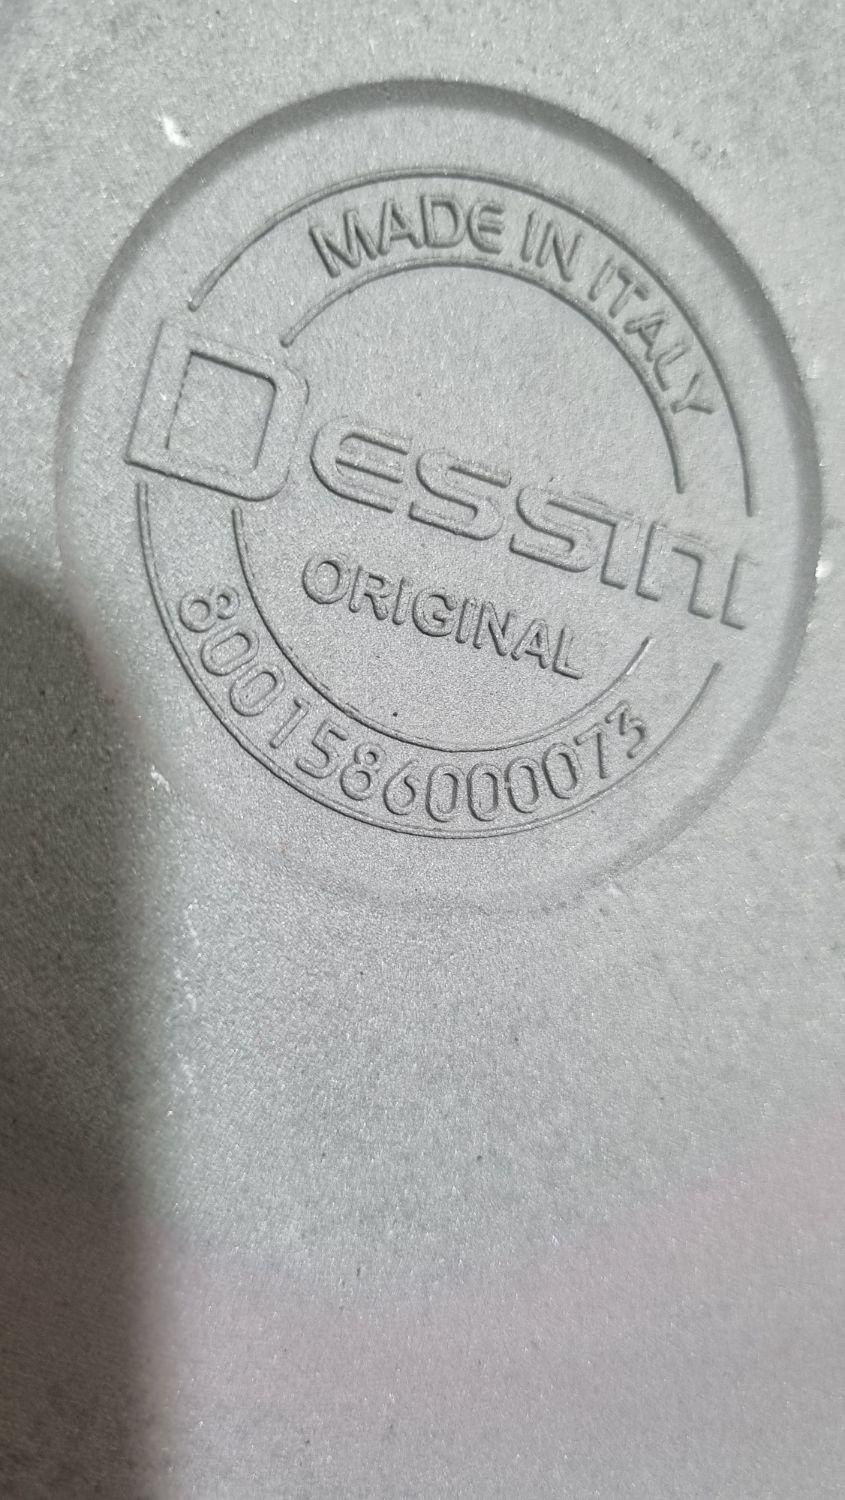 MADE IN ITALY
DESSINI
ORIGINAL
8001586000073